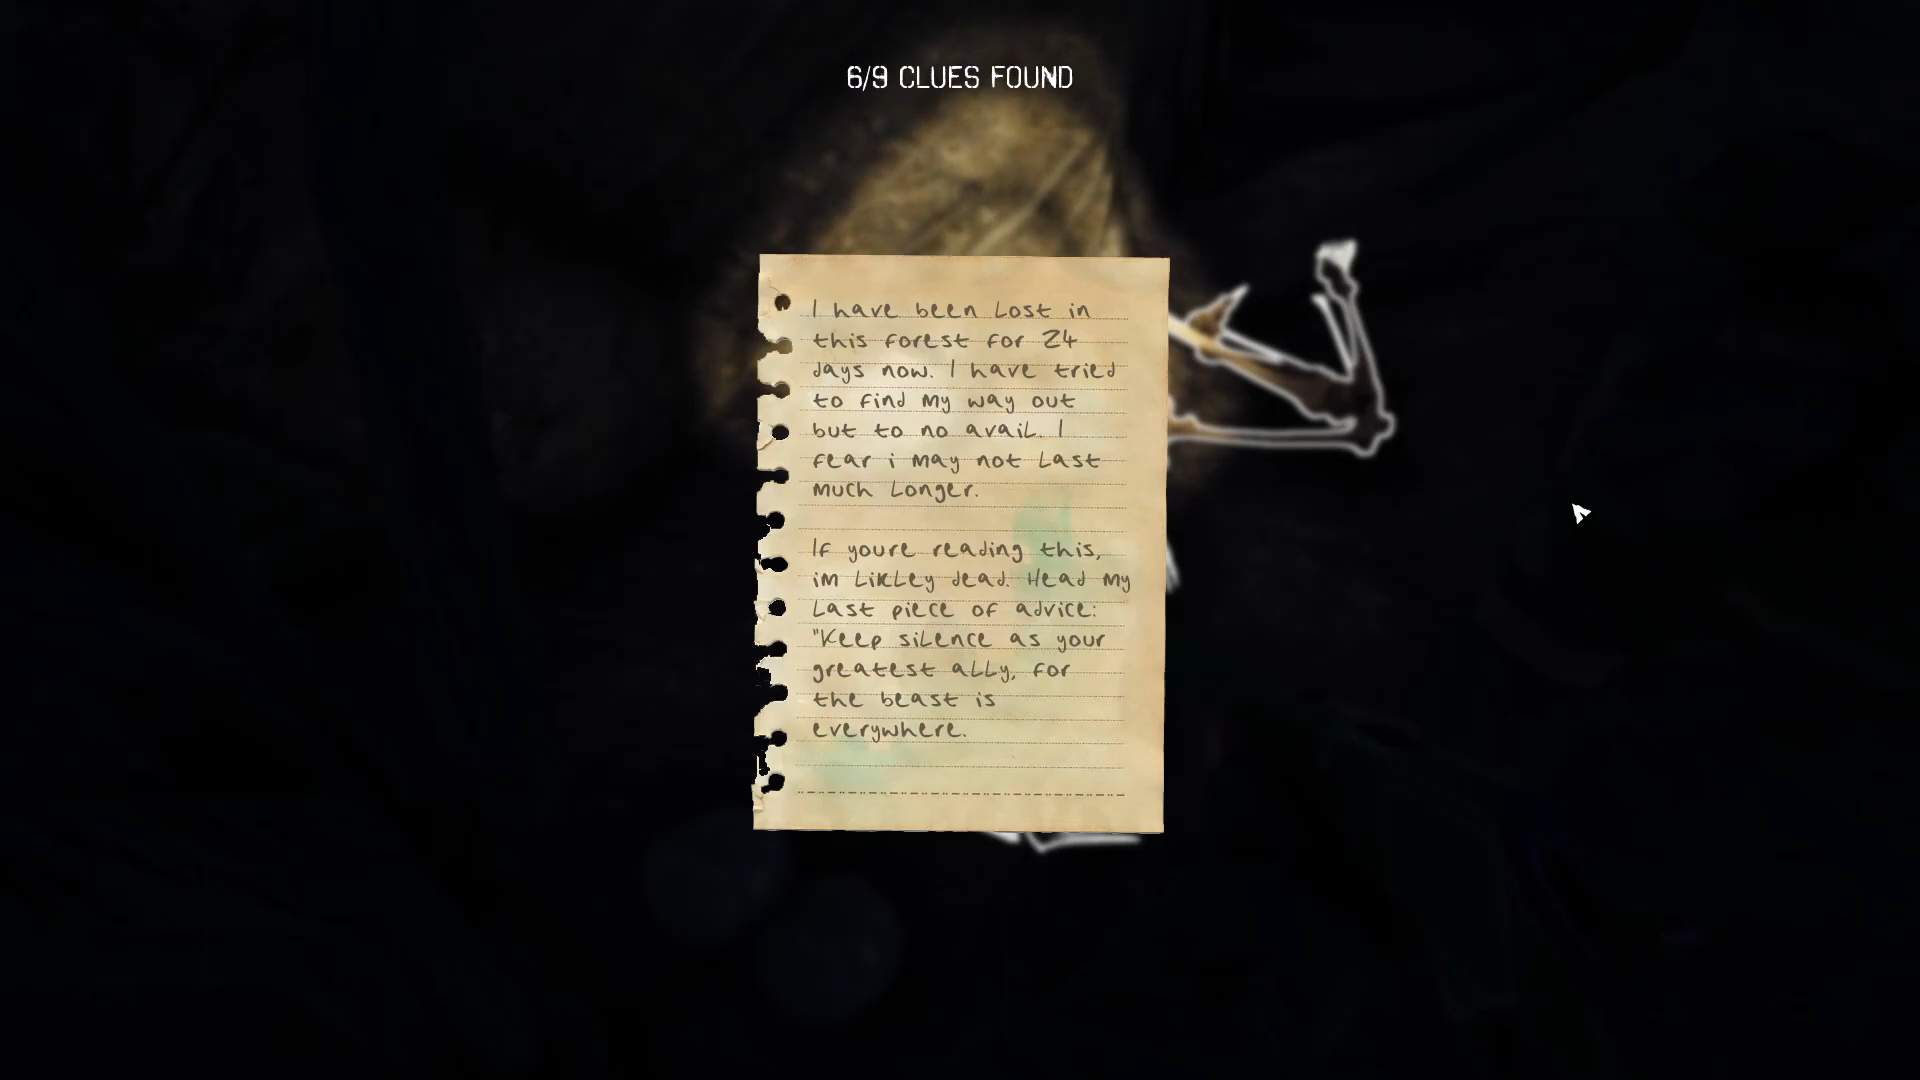 6/9 CLUES FOUND
I have been Lost in
this forest for 24
days now. I have tried
to find my way out
but to no avail. I
fear i may not Last
much Longer.
If youre reading this,
im Likley dead. Head my
Last piece of advice:
"Keep silence as your
greatest ally, for
the beast is
everywhere.